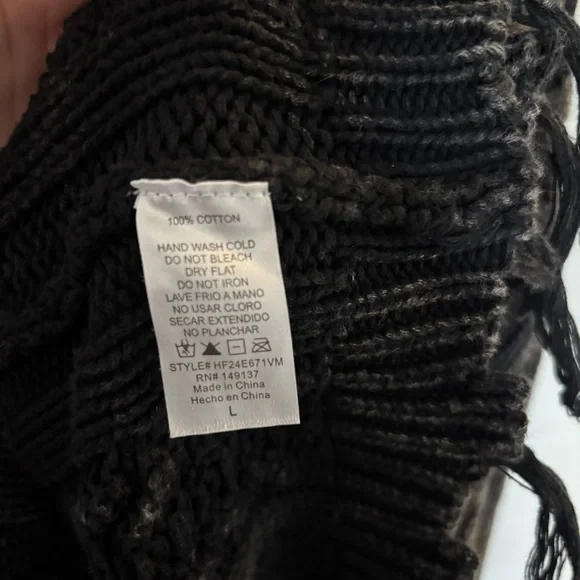 100% COTTON
HAND WASH COLD
DO NOT BLEACH
DRY FLAT
DO NOT IRON
LAVE FRIO A MANO
NO USAR CLORO
SECAR EXTENDIDO
NO PLANCHAR
STYLE# HF24E671VM
RN# 149137
Made in China
Hecho en China
L